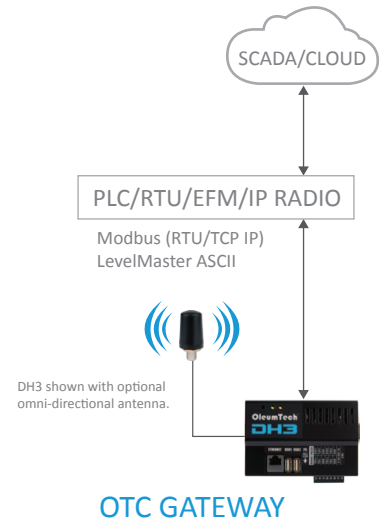 SCADA/CLOUD
PLC/RTU/EFM/IP RADIO
Modbus (RTU/TCP IP)
LevelMaster ASCII
DH3 shown with optional
omni-directional antenna.
OleumTech
DH3
ETHERNET
OTC GATEWAY